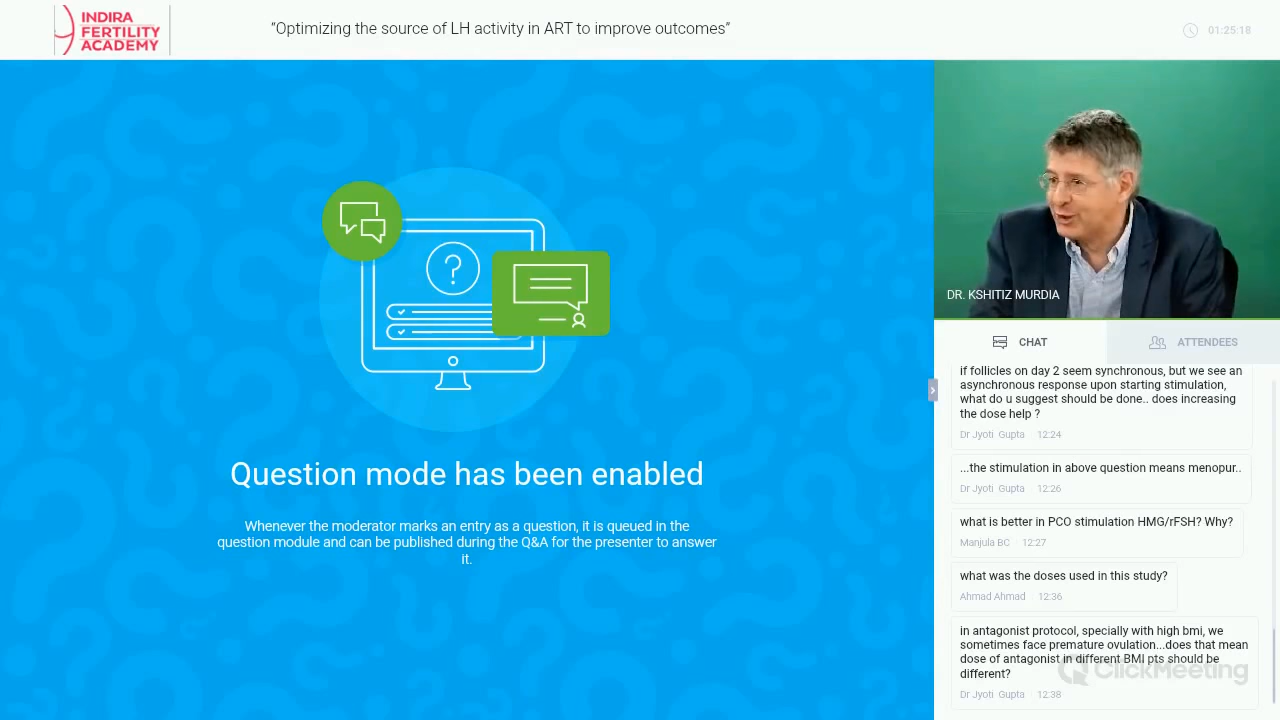 INDIRA
FERTILITY
ACADEMY
“Optimizing the source of LH activity in ART to improve outcomes”
01:25:18
?
Question mode has been enabled
Whenever the moderator marks an entry as a question, it is queued in the
question module and can be published during the Q&A for the presenter to answer
it.
DR. KSHITIZ MURDIA
CHAT
ATTENDEES
if follicles on day 2 seem synchronous, but we see an
asynchronous response upon starting stimulation,
what do u suggest should be done.. does increasing
the dose help ?
Dr Jyoti Gupta · 12:24
...the stimulation in above question means menopur..
Dr Jyoti Gupta · 12:26
what is better in PCO stimulation HMG/rFSH? Why?
Manjula BC · 12:27
what was the doses used in this study?
Ahmad Ahmad · 12:36
in antagonist protocol, specially with high bmi, we
sometimes face premature ovulation...does that mean
dose of antagonist in different BMI pts should be
different?
Dr Jyoti Gupta · 12:38
ClickMeeting